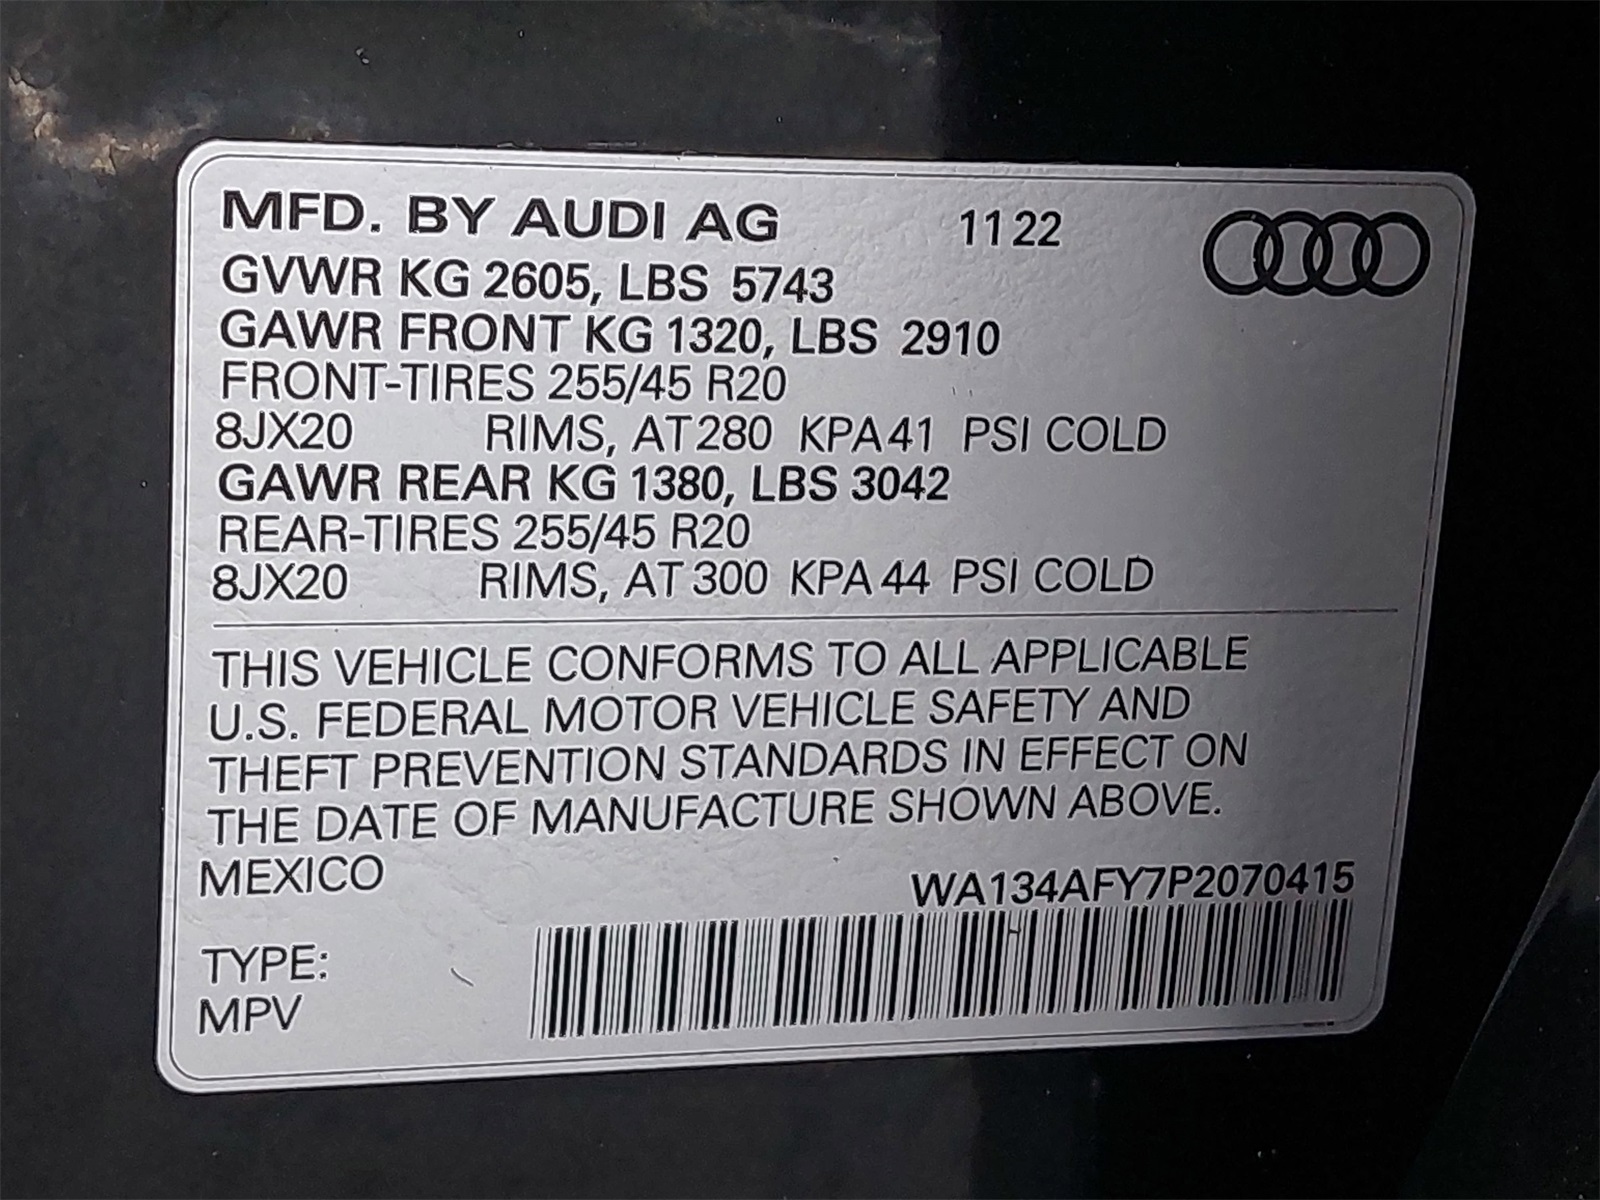 MFD. BY AUDI AG 11 22
GVWR KG 2605, LBS 5743
GAWR FRONT KG 1320, LBS 2910
FRONT-TIRES 255/45 R20
8JX20 RIMS, AT 280 KPA 41 PSI COLD
GAWR REAR KG 1380, LBS 3042
REAR-TIRES 255/45 R20
8JX20 RIMS, AT 300 KPA 44 PSI COLD
THIS VEHICLE CONFORMS TO ALL APPLICABLE
U.S. FEDERAL MOTOR VEHICLE SAFETY AND
THEFT PREVENTION STANDARDS IN EFFECT ON
THE DATE OF MANUFACTURE SHOWN ABOVE.
MEXICO
WA134AFY7P2070415
TYPE:
MPV